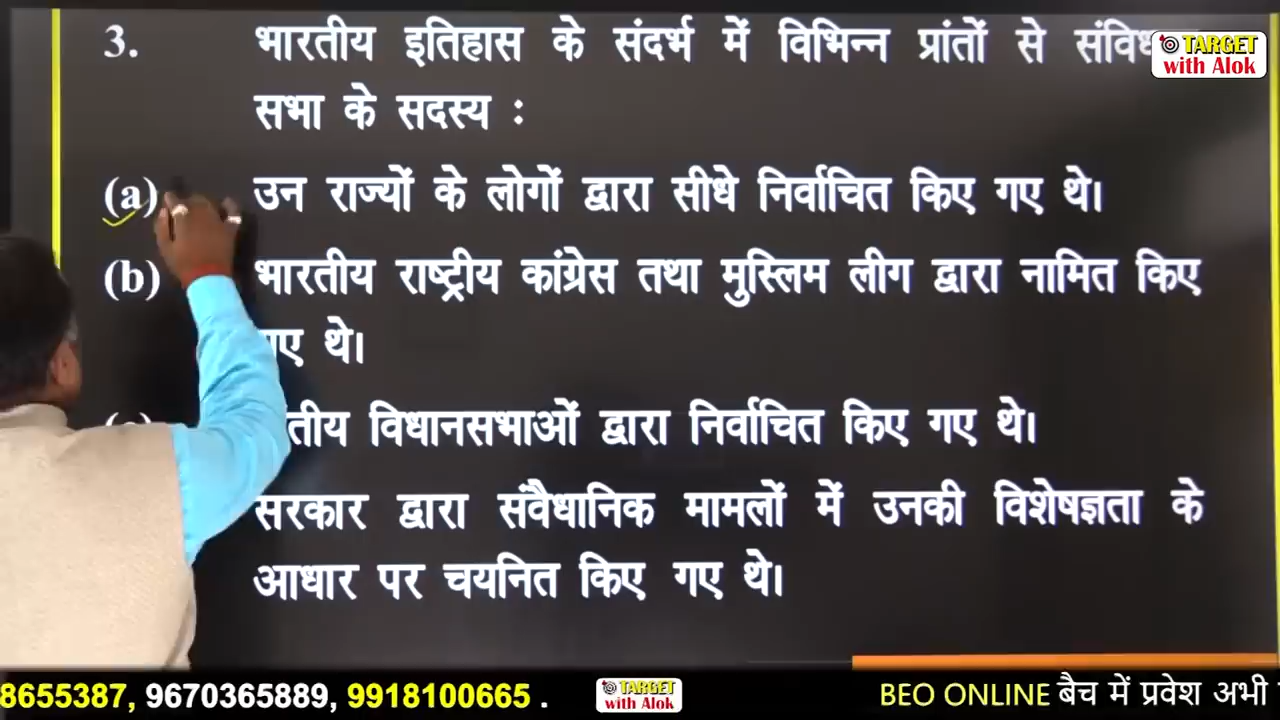 3. भारतीय इतिहास के संदर्भ में विभिन्न प्रांतों से
सभा के सदस्य :
(a) उन राज्यों के लोगों द्वारा सीधे निर्वाचित किए गए थे।
(b) भारतीय राष्ट्रीय कांग्रेस तथा मुस्लिम लीग द्वारा नामित किए
थे।
विधानसभाओं द्वारा निर्वाचित किए गए थे।
सरकार द्वारा संवैधानिक मामलों में उनकी विशेषज्ञता के
आधार पर चयनित किए गए थे।
TARGET
with Alok
8655387, 9670365889, 9918100665 .
TARGET
with Alok
BEO ONLINE बैच में प्रवेश अभी